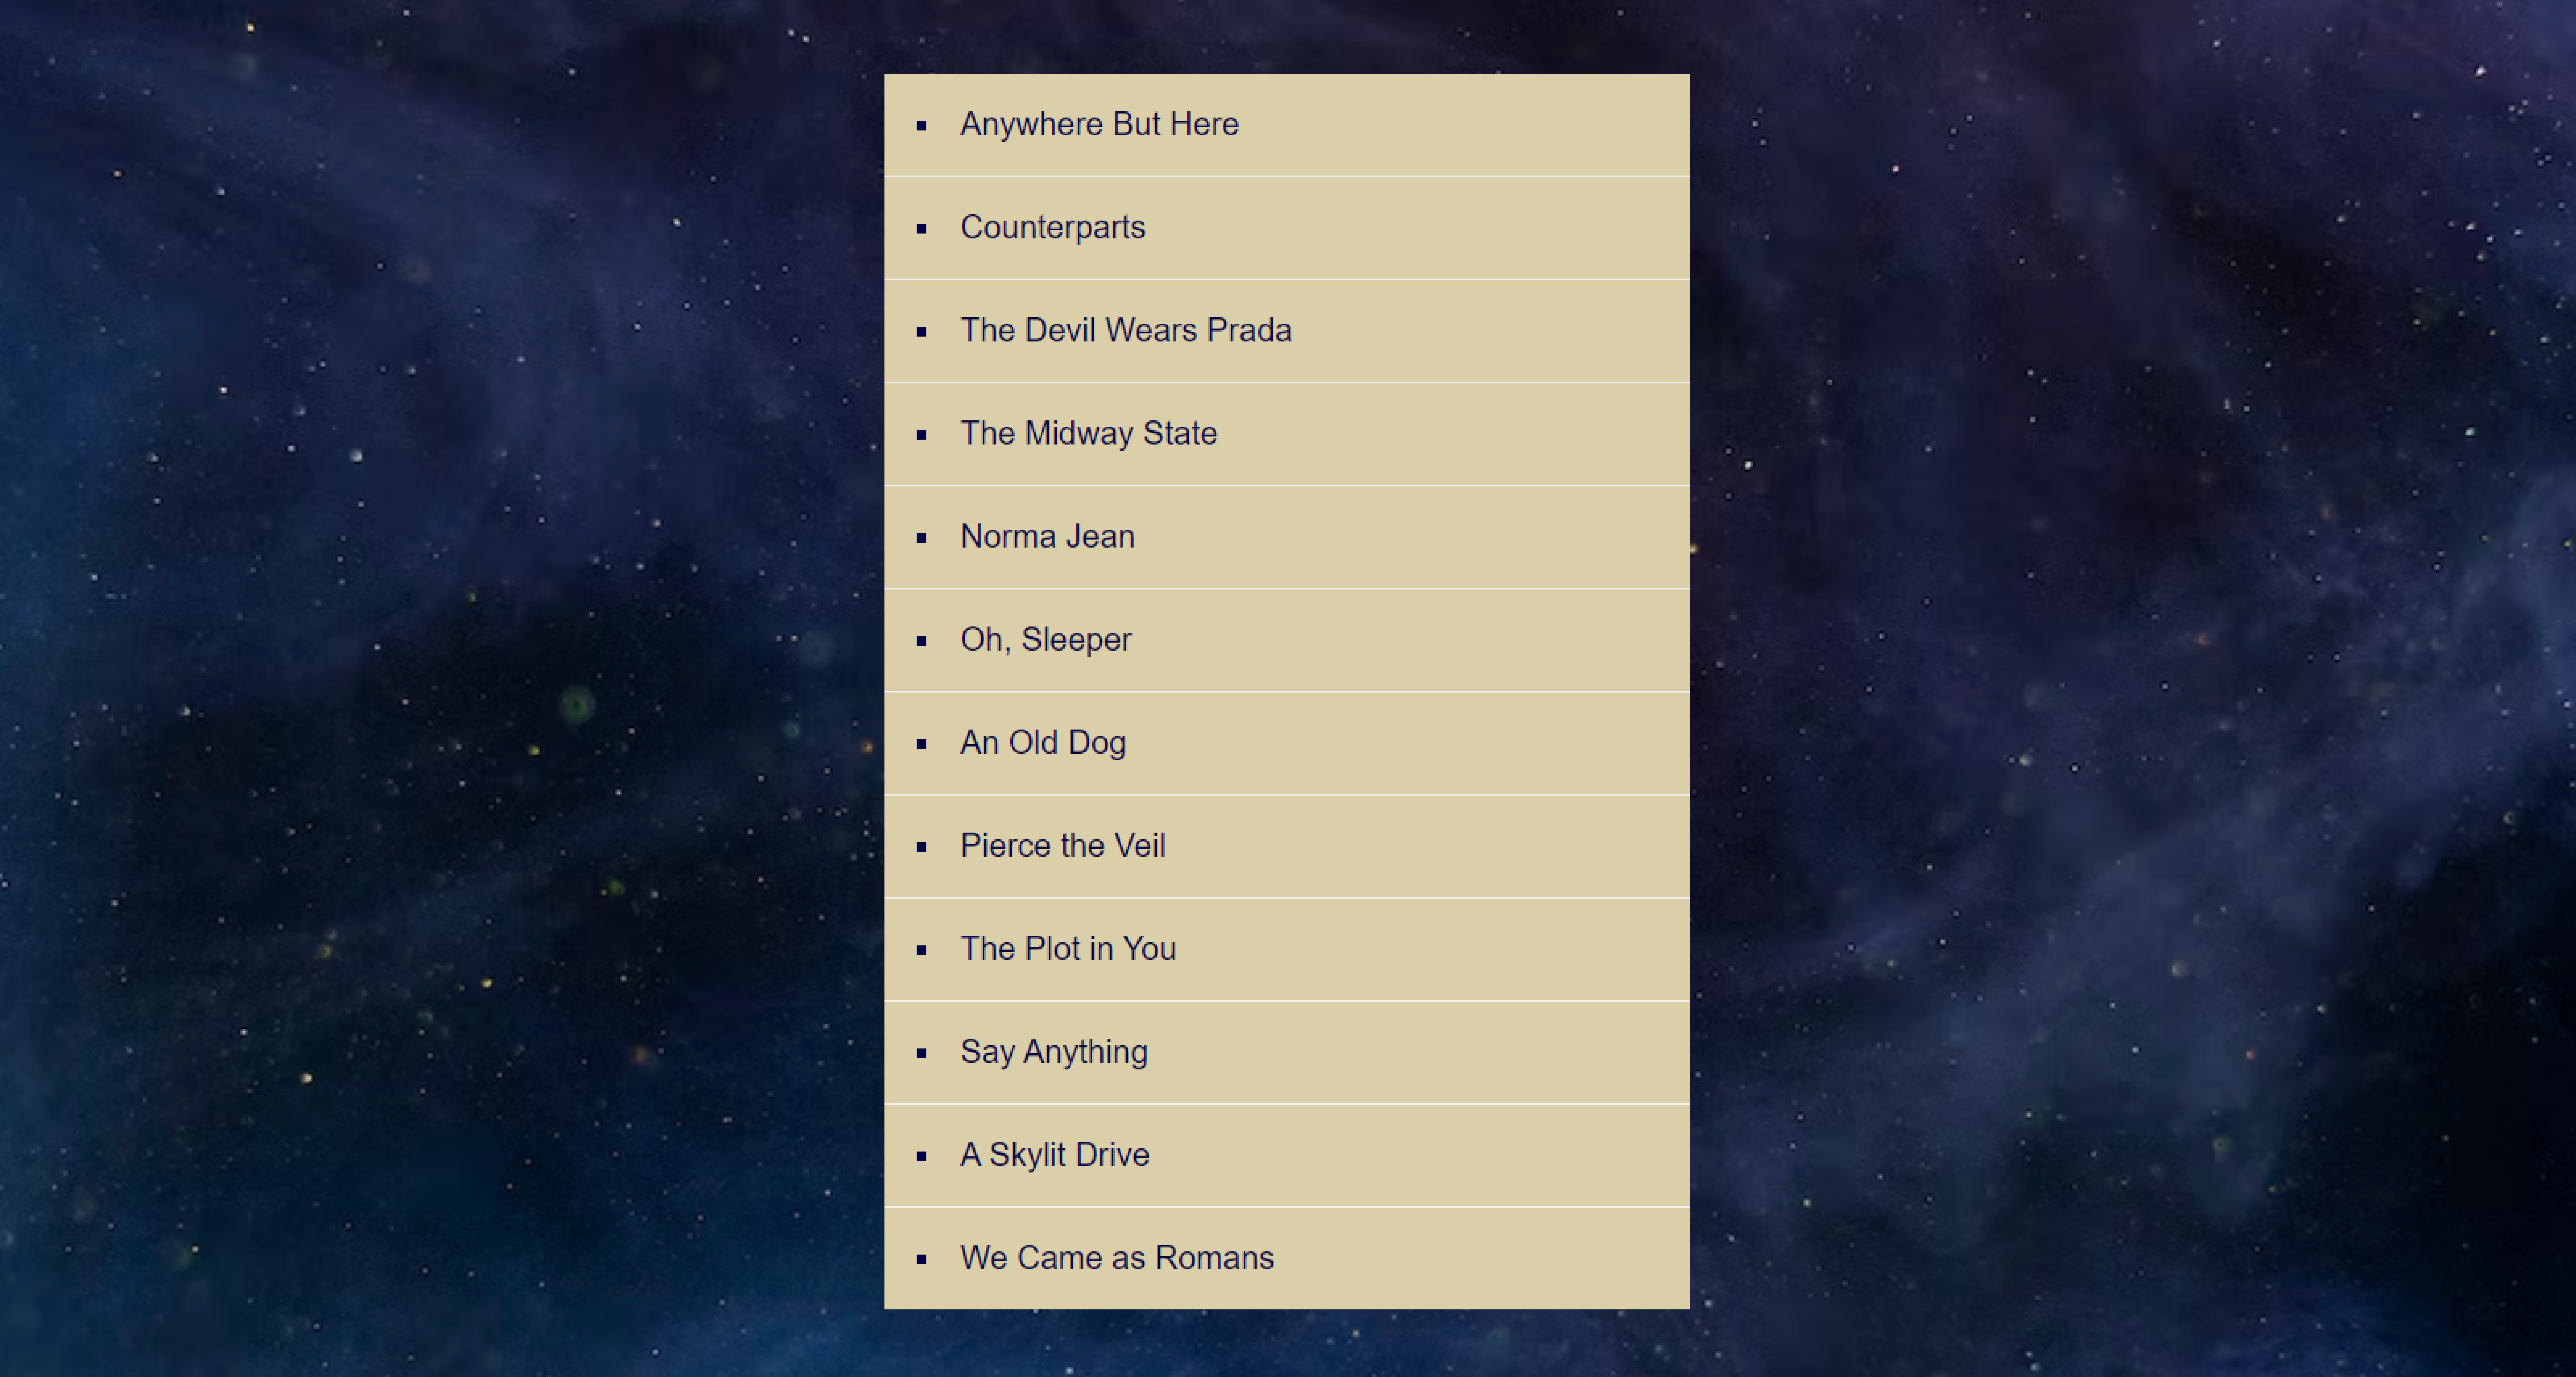 Anywhere But Here
Counterparts
The Devil Wears Prada
The Midway State
Norma Jean
Oh, Sleeper
An Old Dog
Pierce the Veil
The Plot in You
Say Anything
A Skylit Drive
We Came as Romans